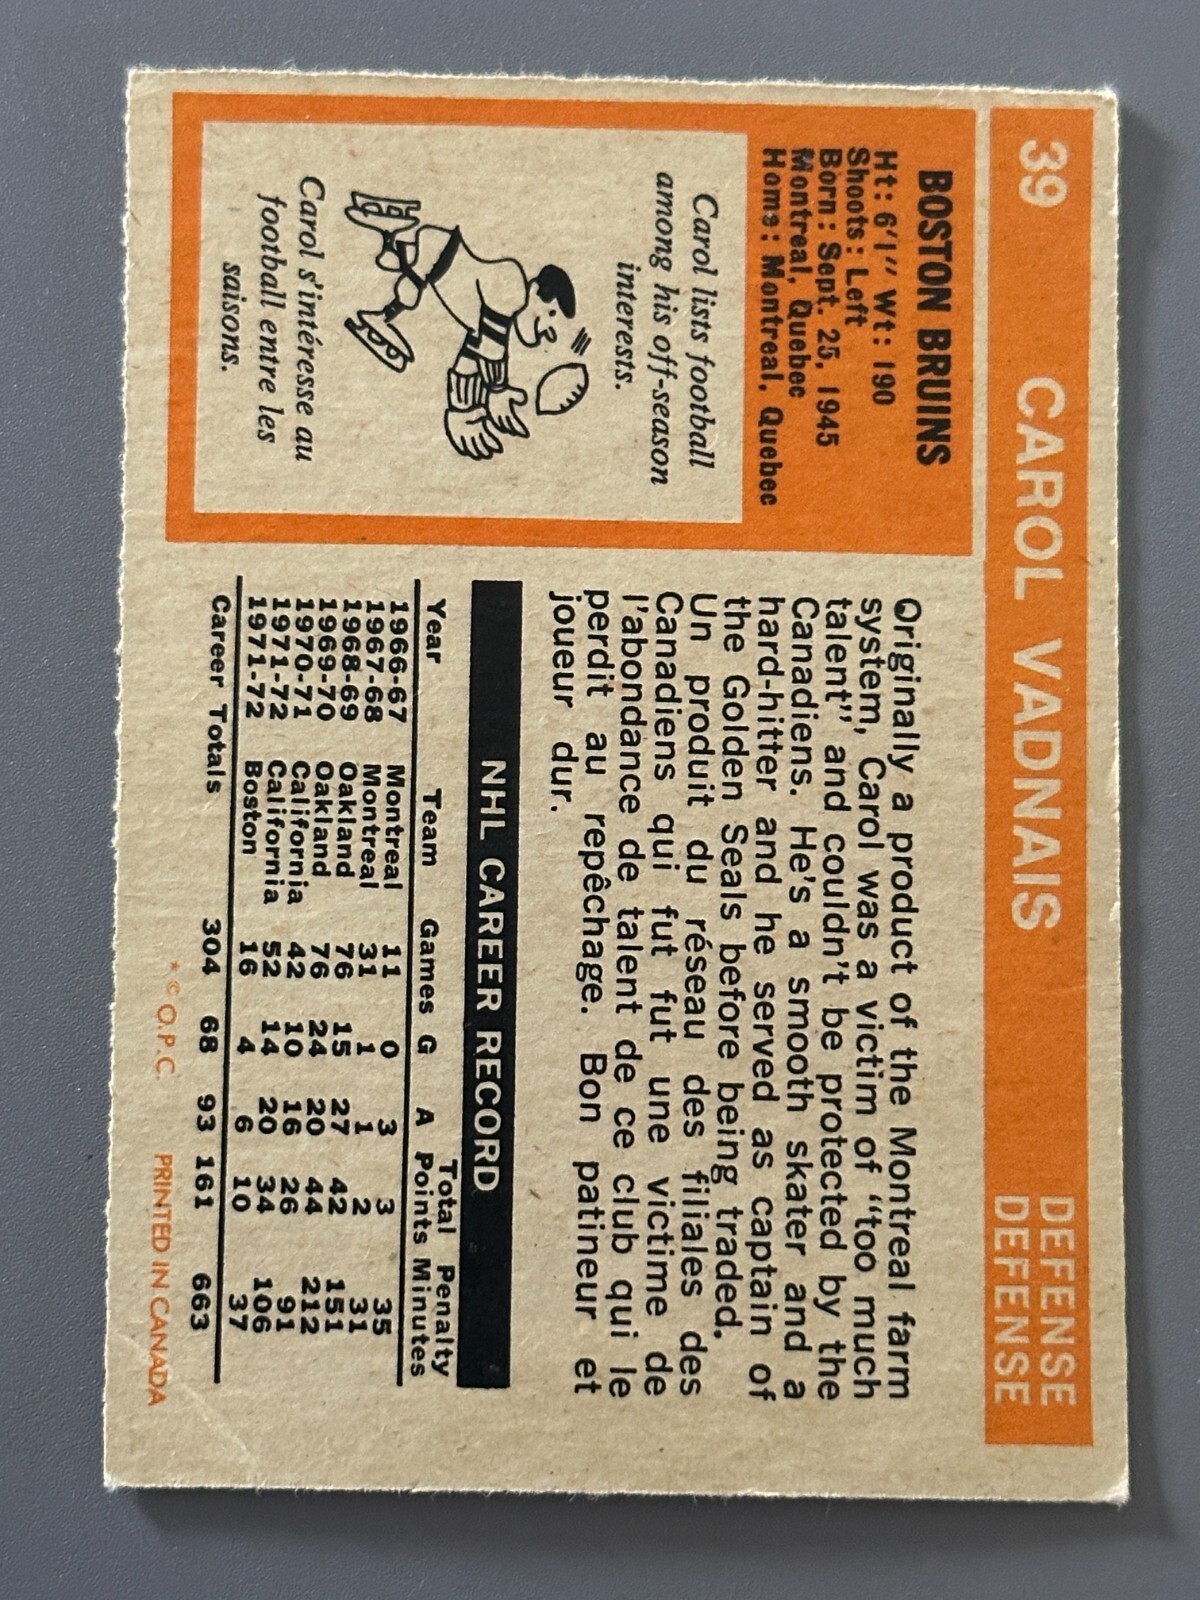 39 CAROL VADNAIS DEFENSE
DEFENSE
BOSTON BRUINS
Ht: 6'1" Wt: 190
Shoots: Left
Born: Sept. 25, 1945
Montreal, Quebec
Home: Montreal, Quebec
Carol lists football
among his off-season
interests.
Carol s'intéresse au
football entre les
saisons.
Originally a product of the Montreal farm
system, Carol was a victim of "too much
talent" and couldn't be protected by the
Canadiens. He's a smooth skater and a
hard-hitter and he served as captain of
the Golden Seals before being traded.
Un produit du réseau des filiales des
Canadiens qui fut fut une victime de
l'abondance de talent de ce club qui le
perdit au repêchage. Bon patineur et
joueur dur.
NHL CAREER RECORD
Year Team Games G A Total Points Penalty Minutes
1966-67 Montreal 11 0 3 3 35
1967-68 Montreal 31 1 1 2 31
1968-69 Oakland 76 15 27 42 151
1969-70 Oakland 76 24 20 44 212
1970-71 California 42 10 16 26 91
1971-72 California 52 14 20 34 106
1971-72 Boston 16 4 6 10 37
Career Totals 304 68 93 161 663
*©O.P.C. PRINTED IN CANADA